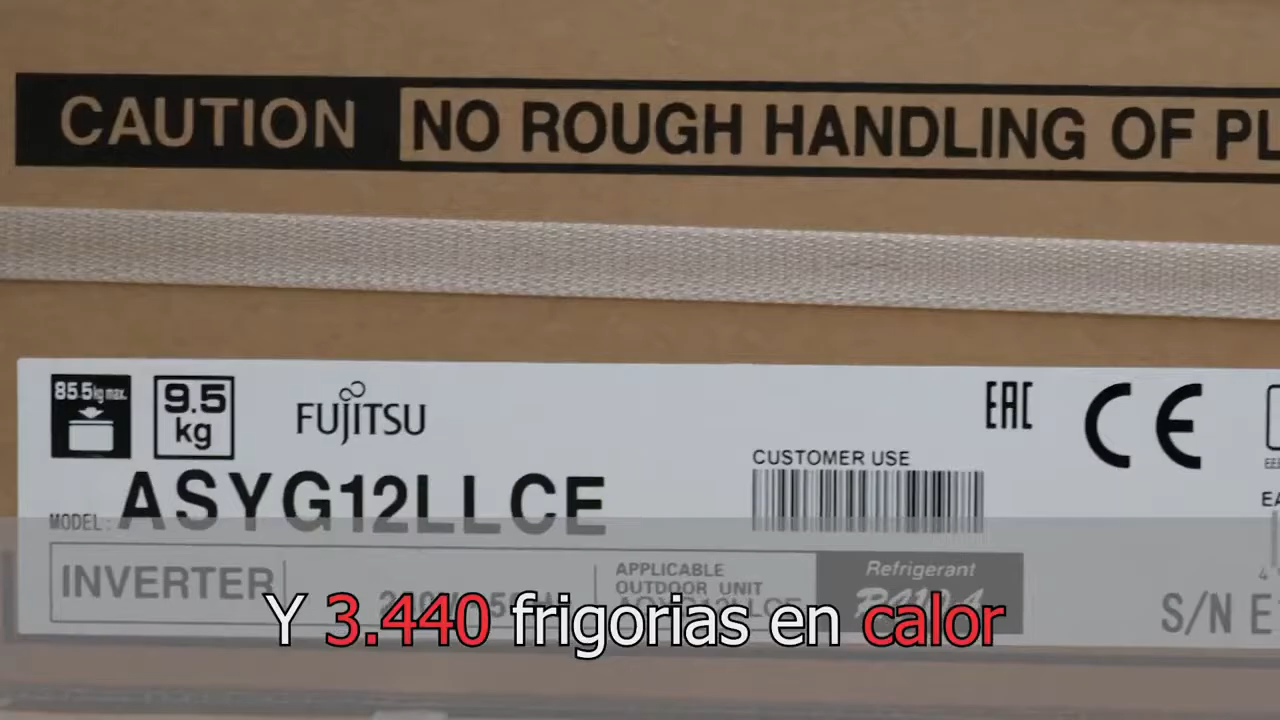 CAUTION NO ROUGH HANDLING OF PL
85.5kg max.
9.5 kg
FUJITSU
EAC
CE
CUSTOMER USE
MODEL: ASYG12LLCE
INVERTER
APPLICABLE
OUTDOOR UNIT
Refrigerant
R410A
S/N E
Y 3.440 frigorias en calor